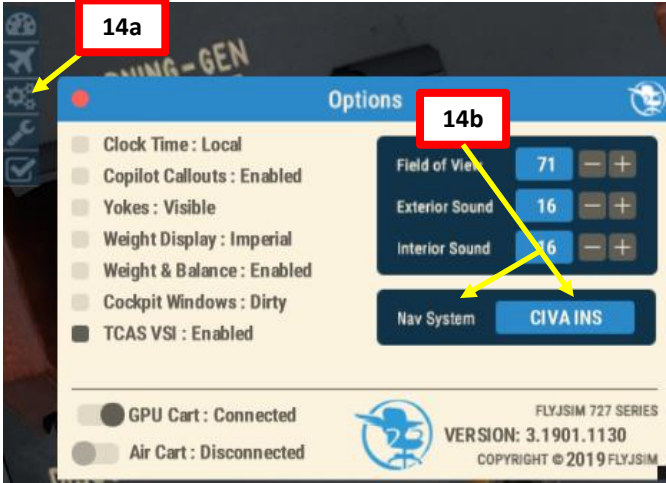 14a
RNING-GEN
Options
14b
Clock Time : Local
Copilot Callouts : Enabled
Yokes : Visible
Weight Display : Imperial
Weight & Balance : Enabled
Cockpit Windows : Dirty
TCAS VSI : Enabled
Field of View 71 − +
Exterior Sound 16 − +
Interior Sound 16 − +
Nav System CIVA INS
GPU Cart : Connected
Air Cart : Disconnected
FLYJSIM 727 SERIES
VERSION: 3.1901.1130
COPYRIGHT © 2019 FLYJSIM